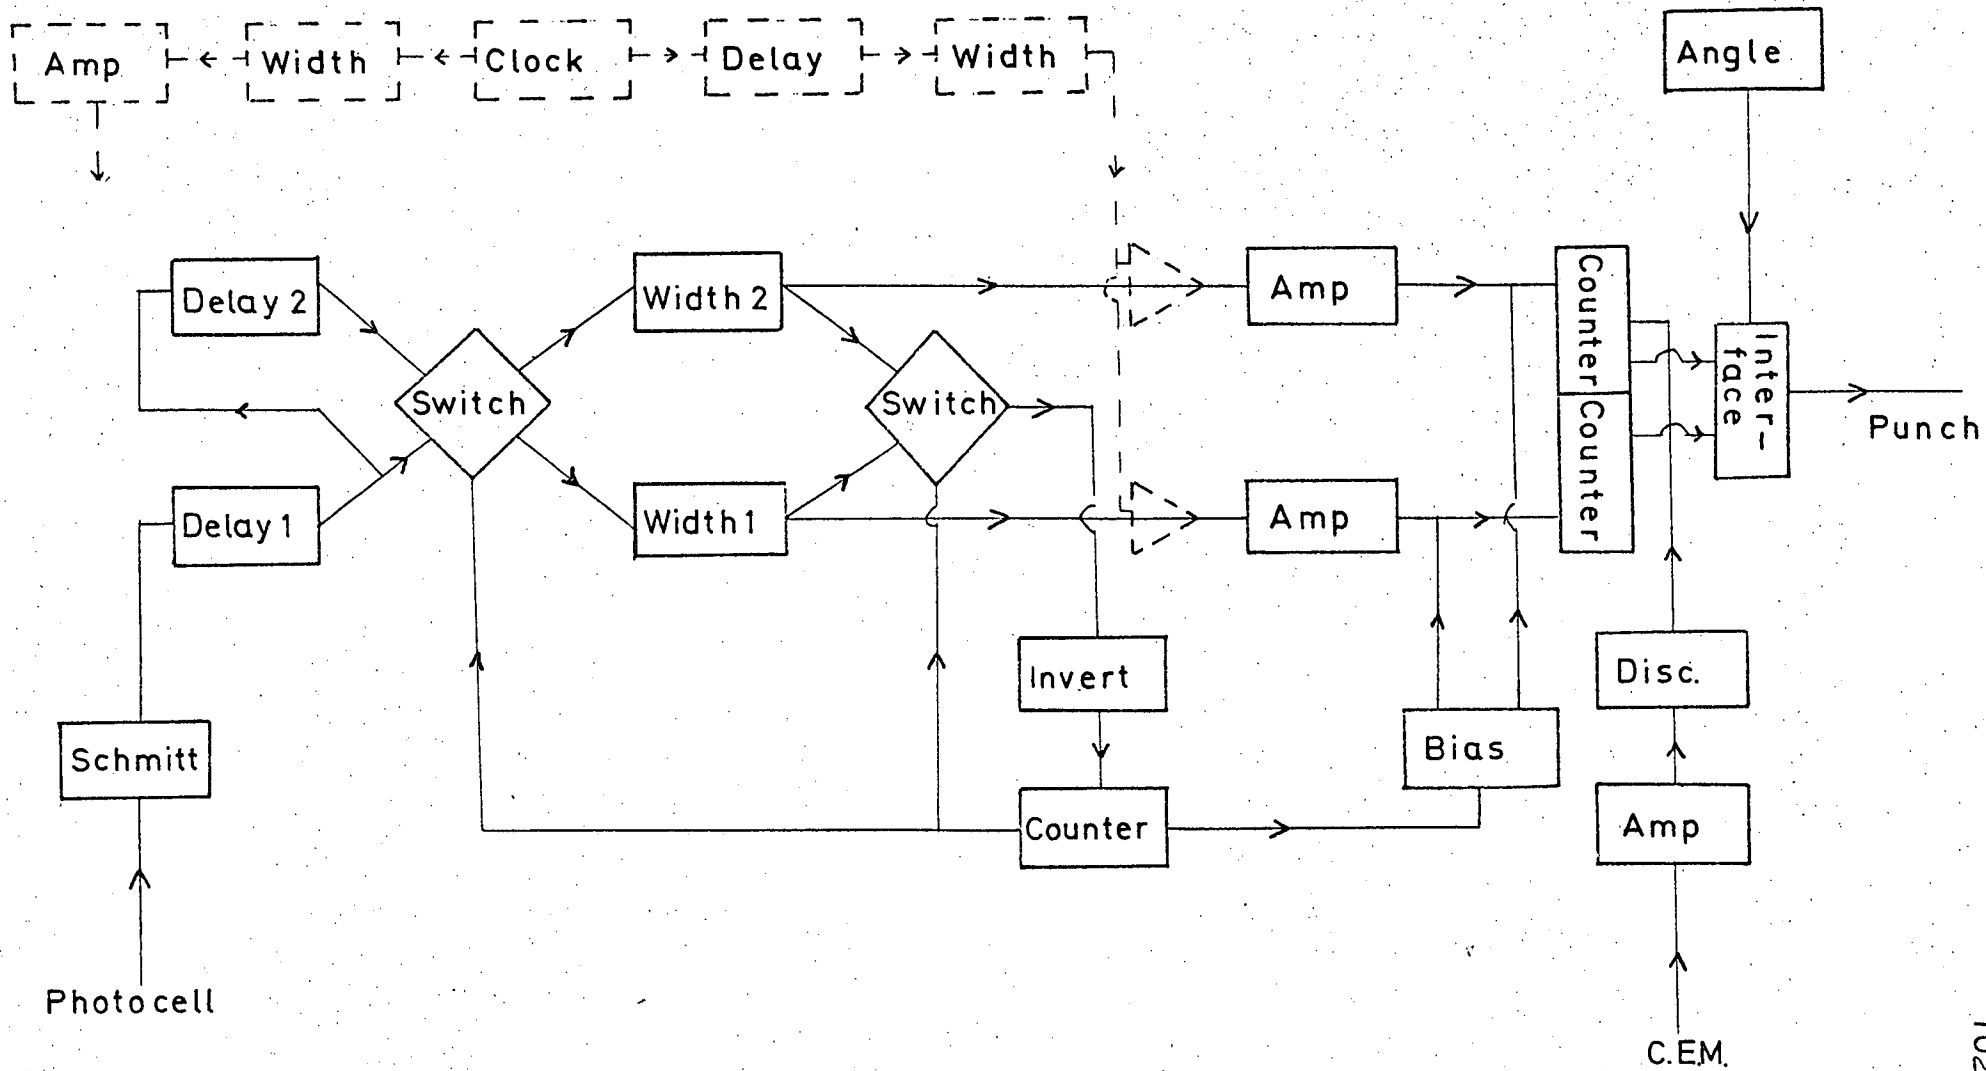 Amp
Width
Clock
Delay
Width
Angle
Delay 2
Width 2
Amp
Counter
Switch
Switch
Inter-
face
Punch
Delay 1
Width 1
Amp
Counter
Schmitt
Invert
Disc.
Bias
Counter
Amp
Photocell
C.E.M.
102